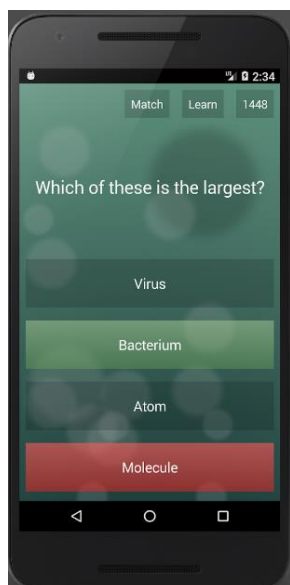 2:34
Match Learn 1448
Which of these is the largest?
Virus
Bacterium
Atom
Molecule